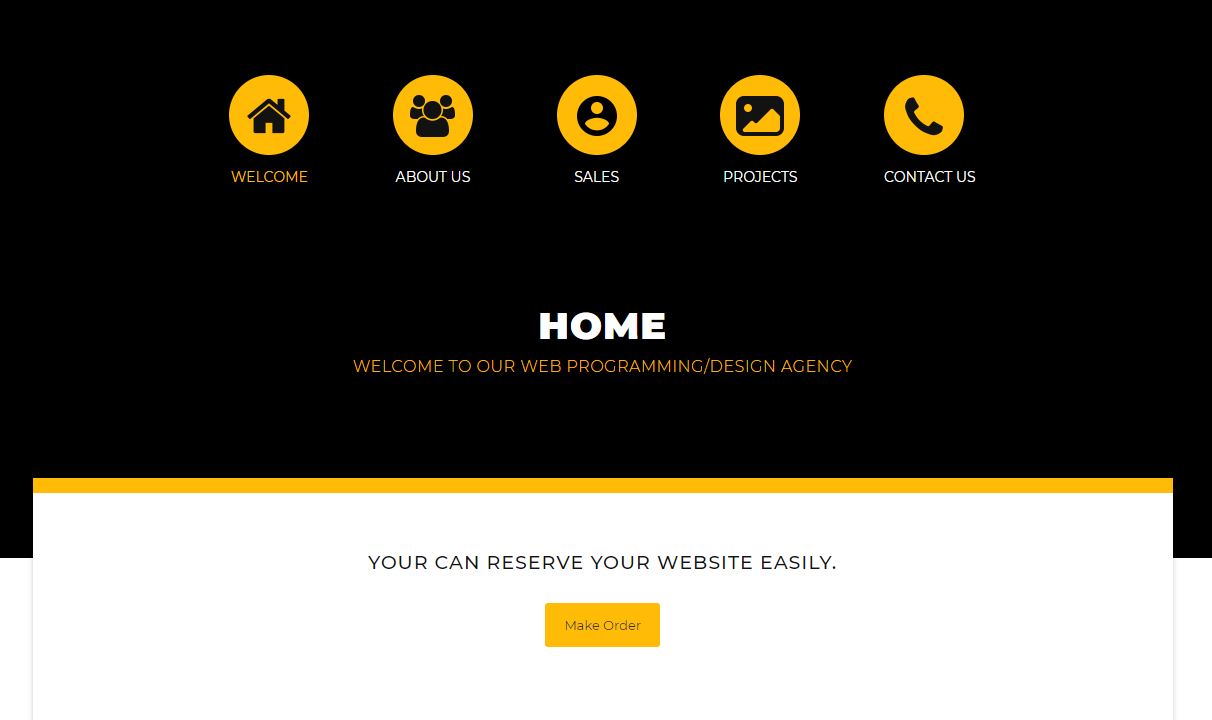 WELCOME ABOUT US SALES PROJECTS CONTACT US
HOME
WELCOME TO OUR WEB PROGRAMMING/DESIGN AGENCY
YOUR CAN RESERVE YOUR WEBSITE EASILY.
Make Order